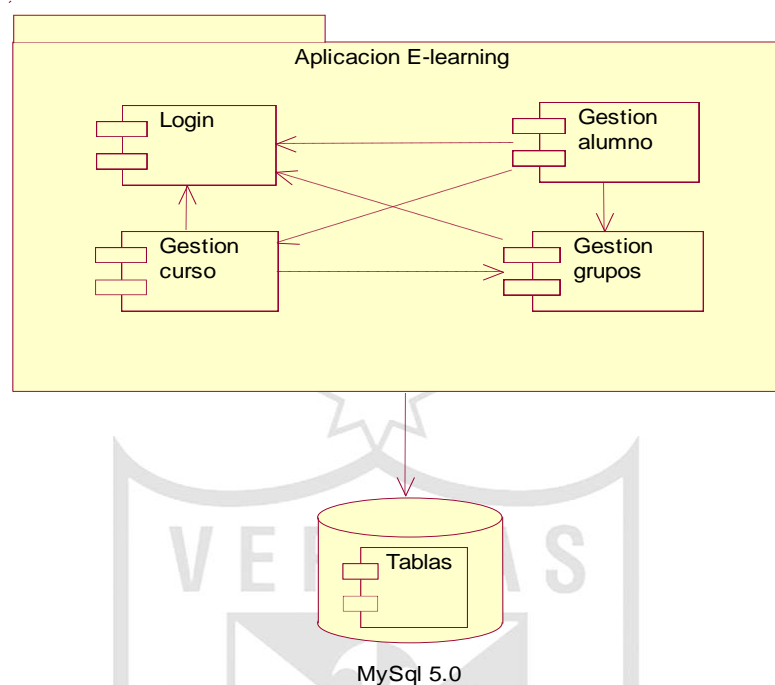 Aplicacion E-learning
Login
Gestion
alumno
Gestion
curso
Gestion
grupos
Tablas
MySql 5.0